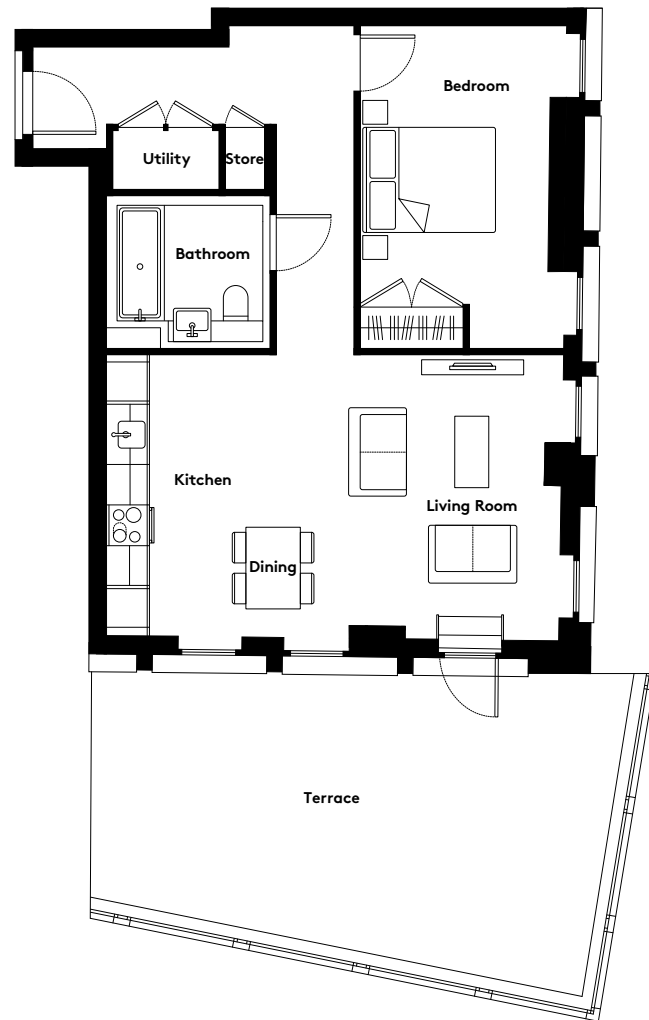 Bedroom
Utility
Store
Bathroom
Kitchen
Living Room
Dining
Terrace